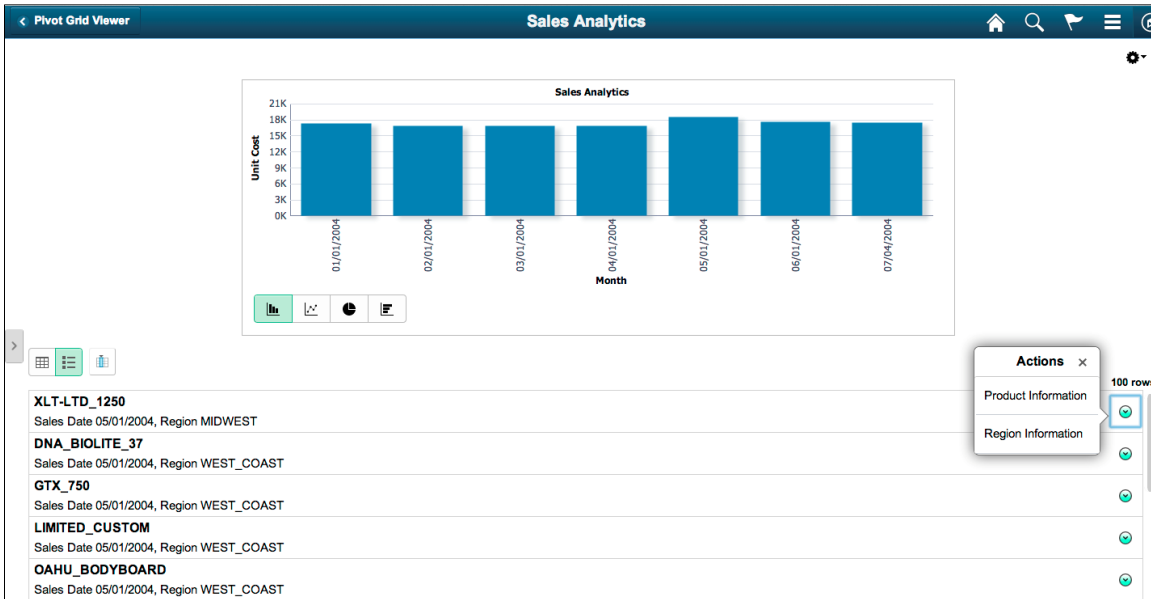 Pivot Grid Viewer
Sales Analytics
Sales Analytics
21K
18K
15K
12K
9K
6K
3K
0K
Unit Cost
01/01/2004
02/01/2004
03/01/2004
04/01/2004
05/01/2004
06/01/2004
07/04/2004
Month
Actions ×
Product Information
Region Information
100 rows
XLT-LTD_1250
Sales Date 05/01/2004, Region MIDWEST
DNA_BIOLITE_37
Sales Date 05/01/2004, Region WEST_COAST
GTX_750
Sales Date 05/01/2004, Region WEST_COAST
LIMITED_CUSTOM
Sales Date 05/01/2004, Region WEST_COAST
OAHU_BODYBOARD
Sales Date 05/01/2004, Region WEST_COAST